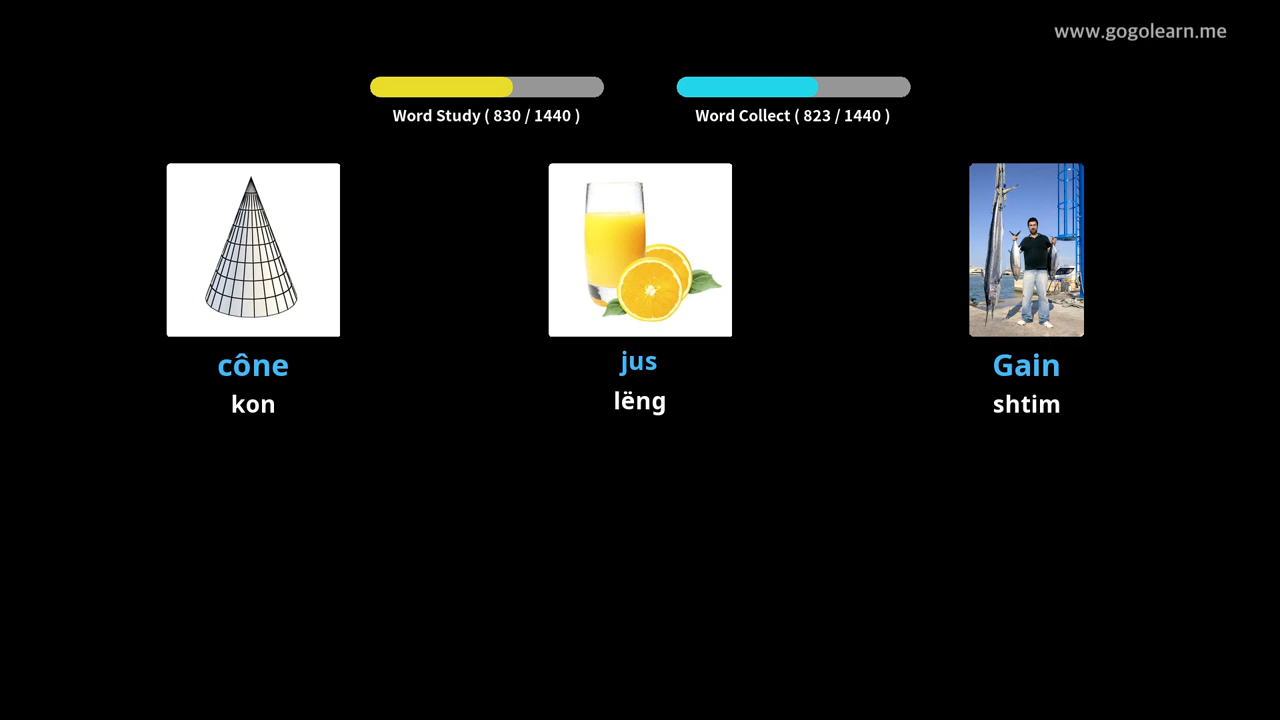 www.gogolearn.me
Word Study ( 830 / 1440 )
Word Collect ( 823 / 1440 )
cône
jus
Gain
kon
lëng
shtim